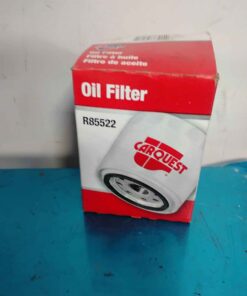 Oil Filter
Filtre à huile
Filtro de aceite
Oil Filter
R85522
CARQUEST